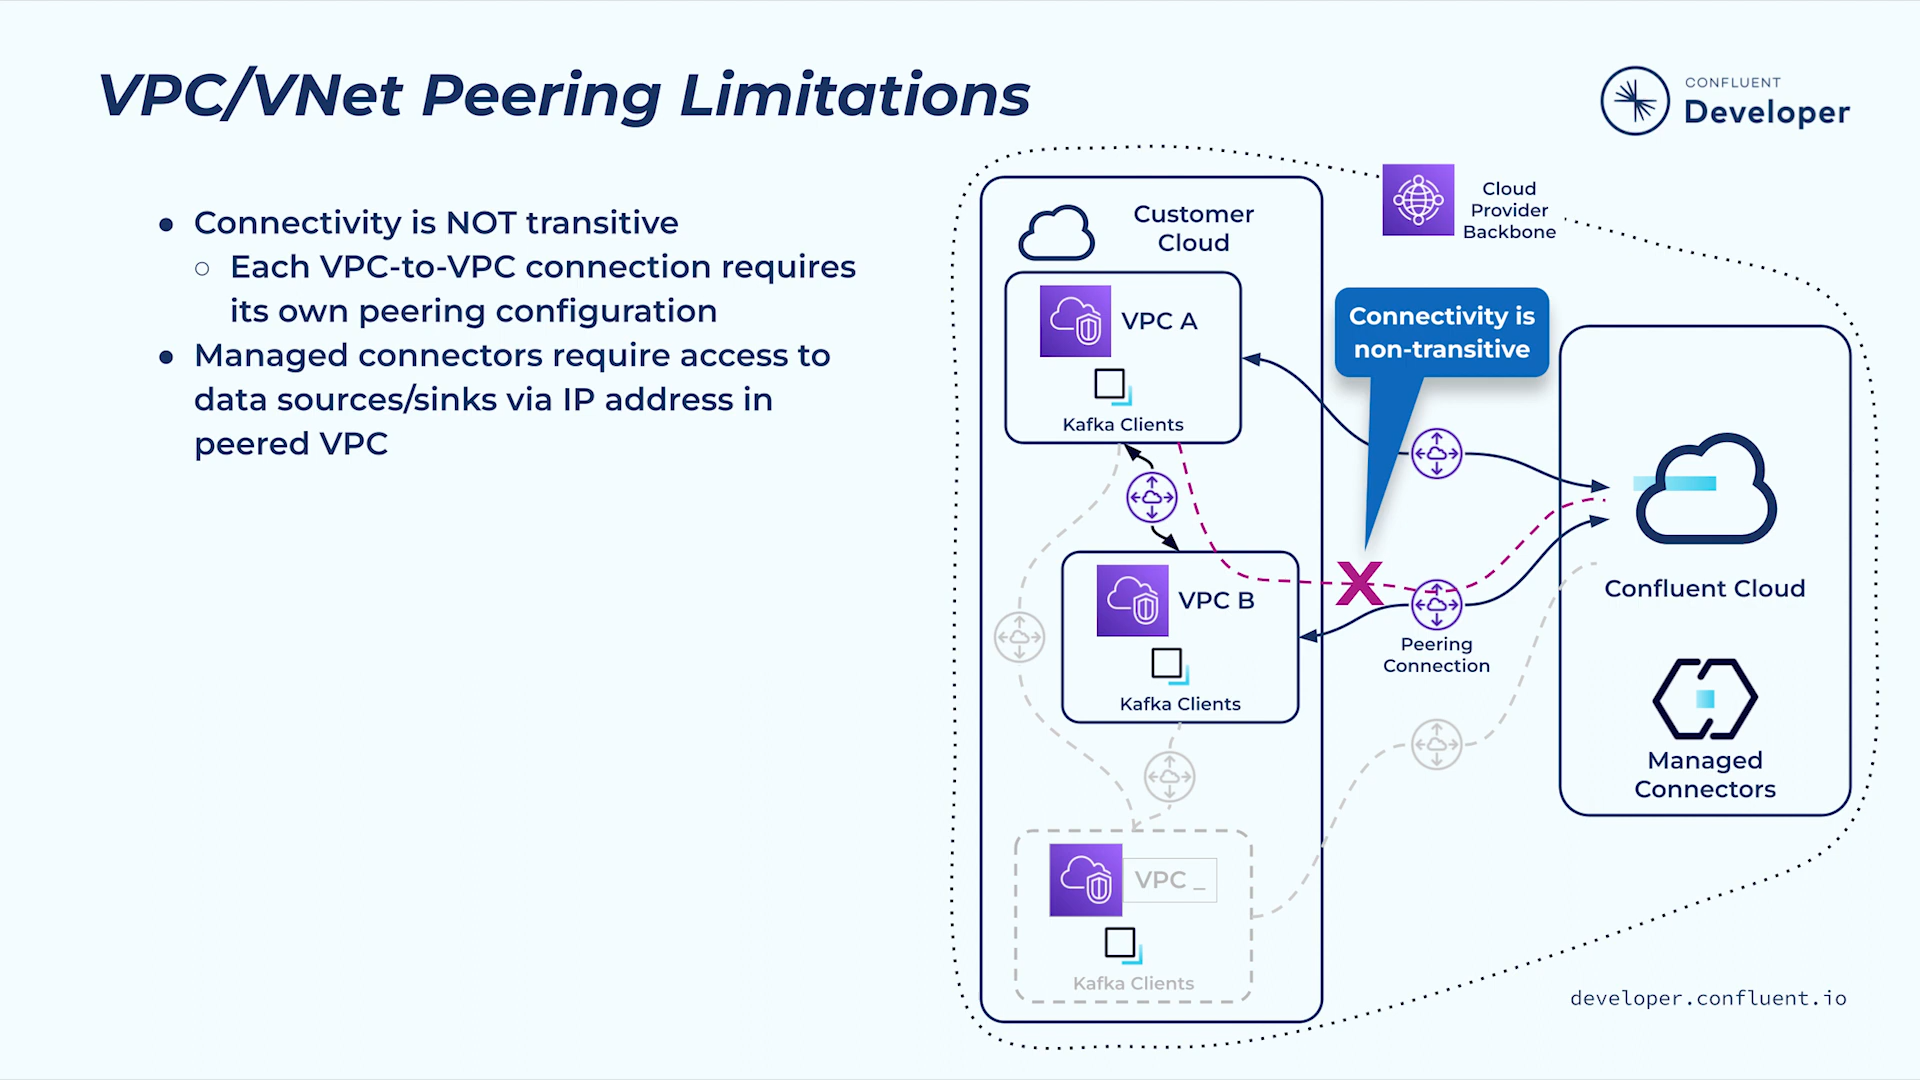 VPC/VNet Peering Limitations
CONFLUENT
Developer
● Connectivity is NOT transitive
○ Each VPC-to-VPC connection requires
its own peering configuration
● Managed connectors require access to
data sources/sinks via IP address in
peered VPC
Cloud
Provider
Backbone
Customer
Cloud
VPC A
Kafka Clients
Connectivity is
non-transitive
X
VPC B
Kafka Clients
Peering
Connection
Confluent Cloud
Managed
Connectors
VPC _
Kafka Clients
developer.confluent.io